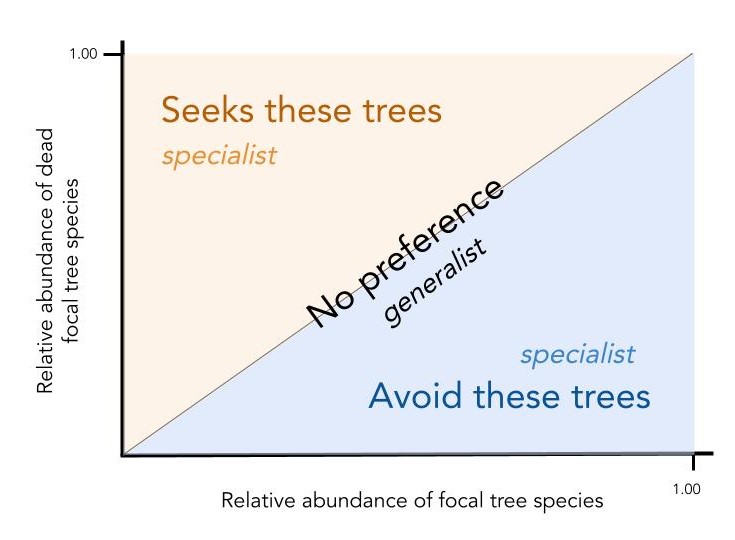 1.00
Seeks these trees
specialist
Relative abundance of dead
focal tree species
No preference
generalist
specialist
Avoid these trees
1.00
Relative abundance of focal tree species